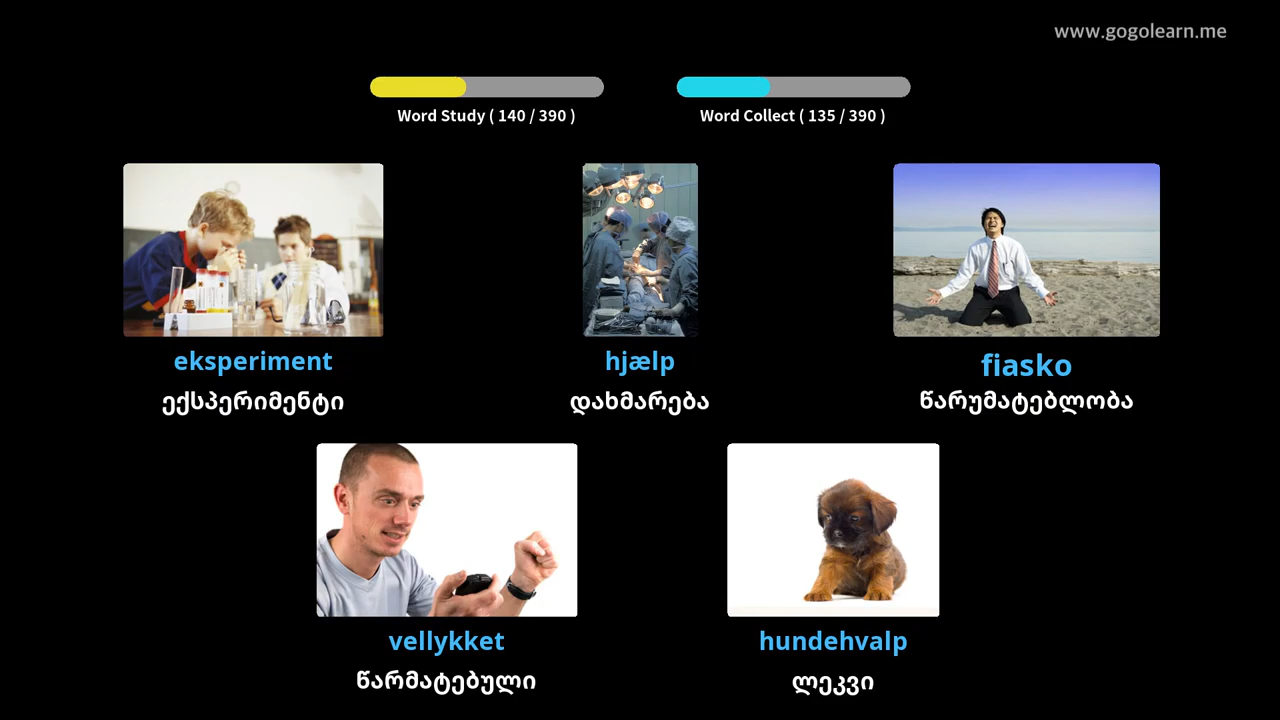 www.gogolearn.me
Word Study ( 140 / 390 )
Word Collect ( 135 / 390 )
eksperiment
ექსპერიმენტი
hjælp
დახმარება
fiasko
წარუმატებლობა
vellykket
წარმატებული
hundehvalp
ლეკვი